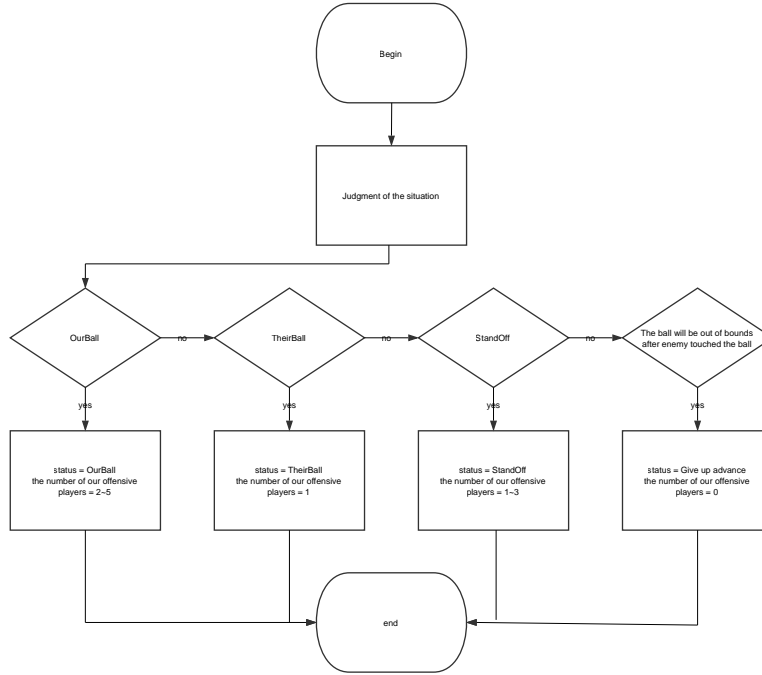 Begin
Judgment of the situation
OurBall
no
TheirBall
no
StandOff
no
The ball will be out of bounds
after enemy touched the ball
yes
yes
yes
yes
status = OurBall
the number of our offensive
players = 2~5
status = TheirBall
the number of our offensive
players = 1
status = StandOff
the number of our offensive
players = 1~3
status = Give up advance
the number of our offensive
players = 0
end